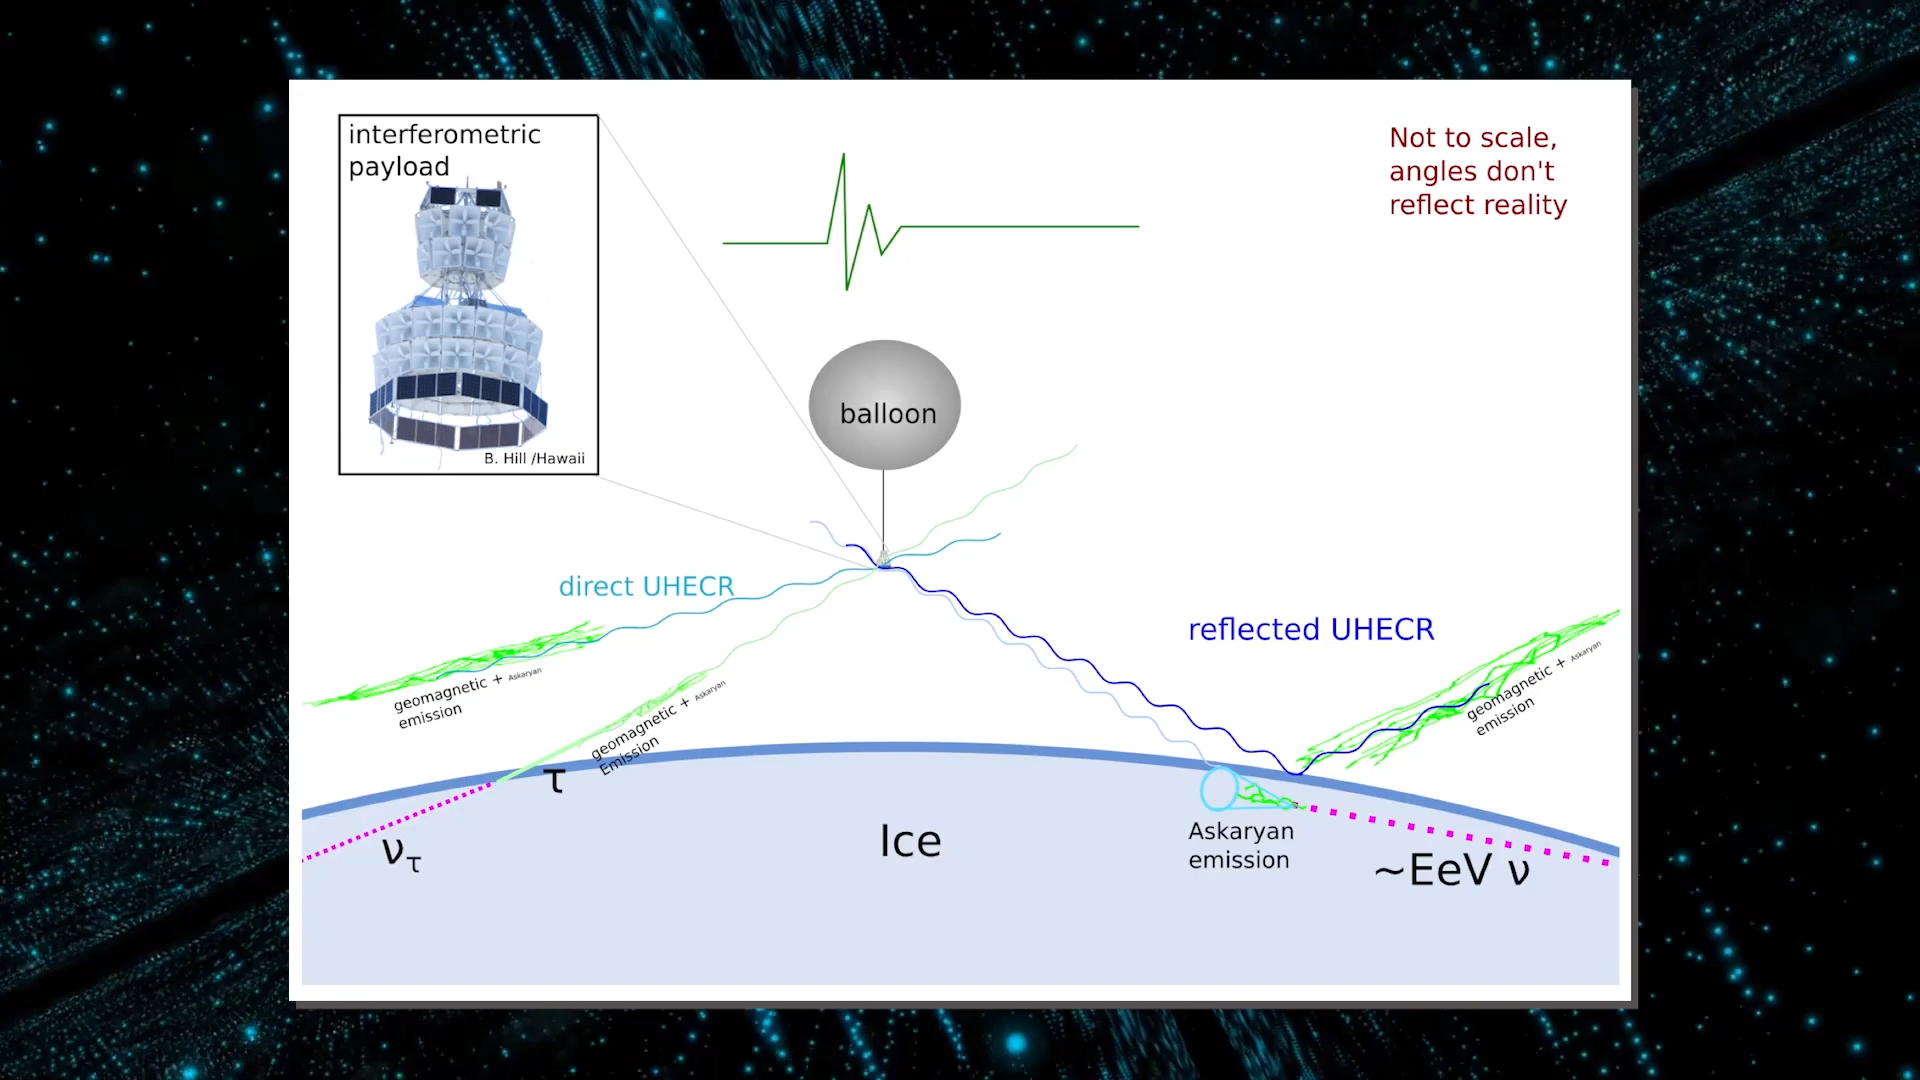 interferometric
payload
B. Hill /Hawaii
Not to scale,
angles don't
reflect reality
balloon
direct UHECR
reflected UHECR
geomagnetic + Askaryan
emission
geomagnetic + Askaryan
Emission
geomagnetic + Askaryan
emission
τ
ντ
Ice
Askaryan
emission
~EeV ν